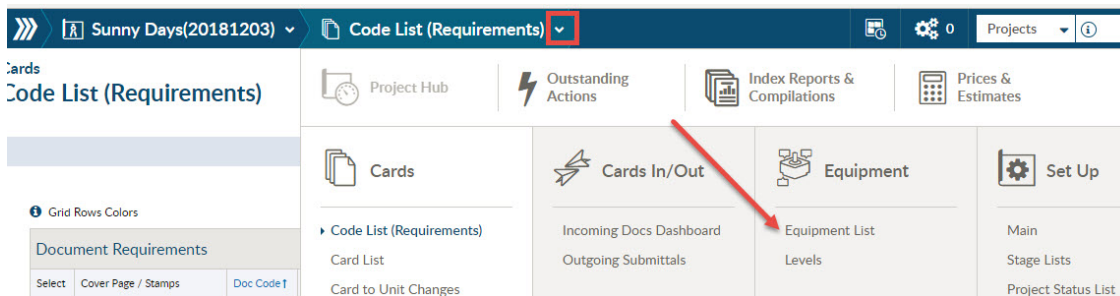 Sunny Days(20181203)
Code List (Requirements)
0
Projects
Cards
Code List (Requirements)
Project Hub
Outstanding
Actions
Index Reports &
Compilations
Prices &
Estimates
Cards
Cards In/Out
Equipment
Set Up
Grid Rows Colors
Code List (Requirements)
Incoming Docs Dashboard
Equipment List
Main
Document Requirements
Card List
Outgoing Submittals
Levels
Stage Lists
Select
Cover Page / Stamps
Doc Code
Card to Unit Changes
Project Status List